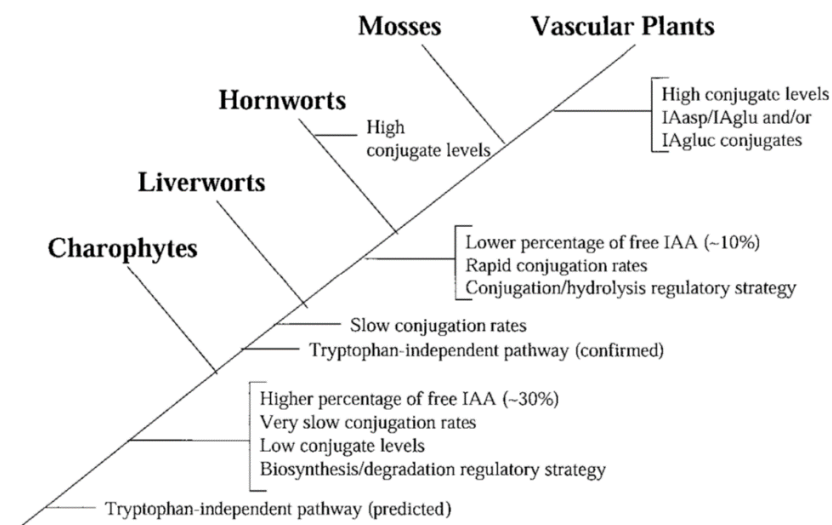 Mosses
Vascular Plants
Hornworts
High
conjugate levels
High conjugate levels
IAasp/IAglu and/or
IAgluc conjugates
Liverworts
Charophytes
Lower percentage of free IAA (~10%)
Rapid conjugation rates
Conjugation/hydrolysis regulatory strategy
Slow conjugation rates
Tryptophan-independent pathway (confirmed)
Higher percentage of free IAA (~30%)
Very slow conjugation rates
Low conjugate levels
Biosynthesis/degradation regulatory strategy
Tryptophan-independent pathway (predicted)